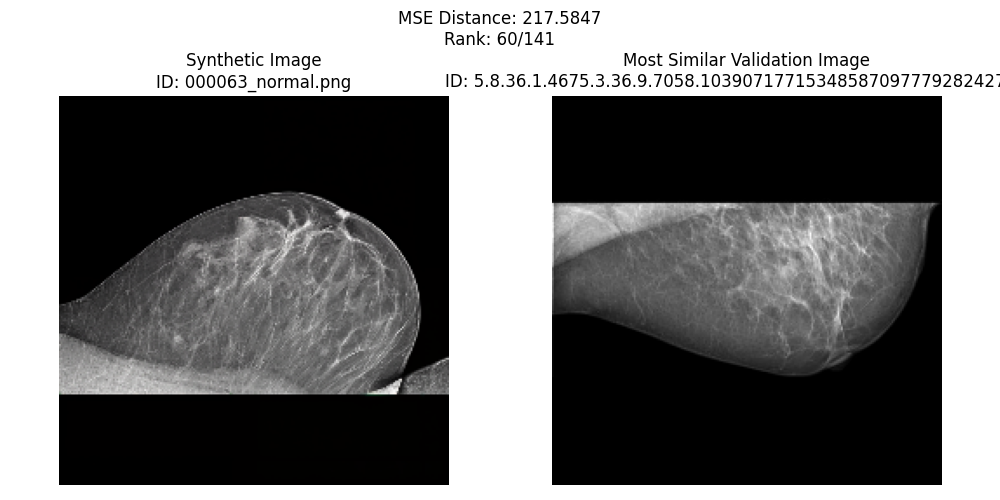 MSE Distance: 217.5847
Rank: 60/141
Synthetic Image
ID: 000063_normal.png
Most Similar Validation Image
ID: 5.8.36.1.4675.3.36.9.7058.10390717715348587097779282427